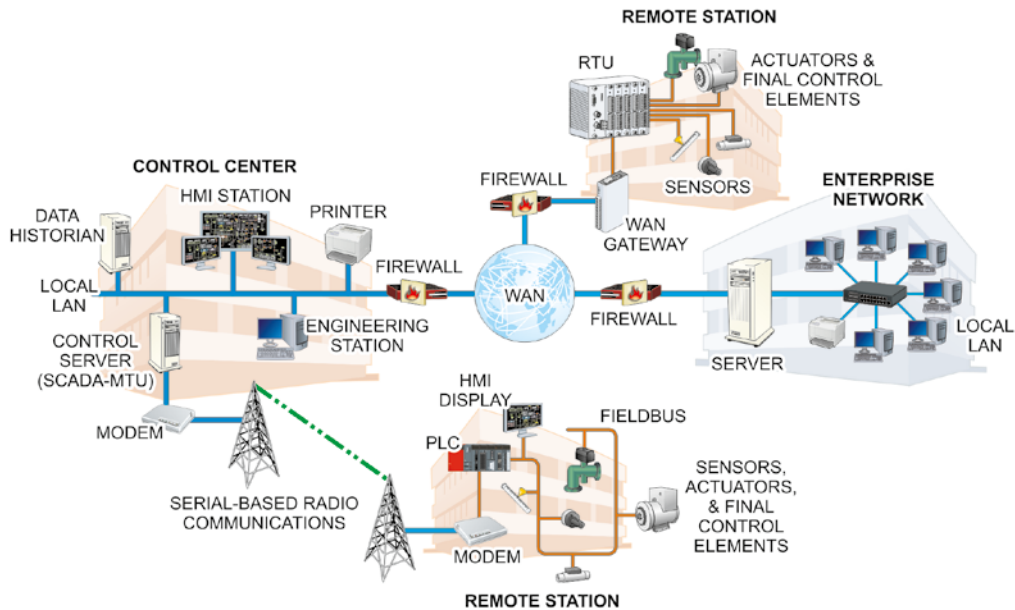 REMOTE STATION
RTU
ACTUATORS &
FINAL CONTROL
ELEMENTS
SENSORS
FIREWALL
WAN
GATEWAY
CONTROL CENTER
HMI STATION
DATA
HISTORIAN
PRINTER
FIREWALL
LOCAL
LAN
ENGINEERING
STATION
CONTROL
SERVER
(SCADA-MTU)
MODEM
WAN
ENTERPRISE
NETWORK
FIREWALL
SERVER
LOCAL
LAN
SERIAL-BASED RADIO
COMMUNICATIONS
HMI
DISPLAY
PLC
FIELDBUS
MODEM
SENSORS,
ACTUATORS,
& FINAL
CONTROL
ELEMENTS
REMOTE STATION